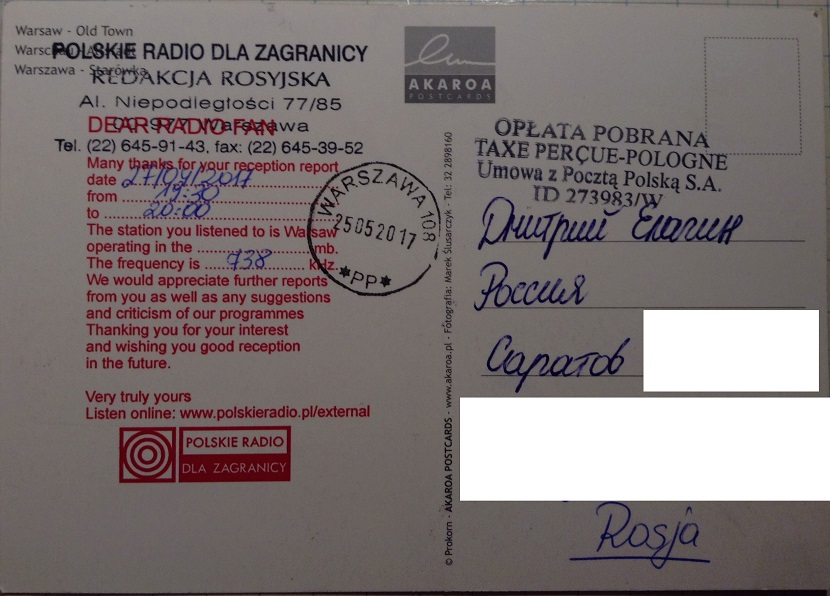 Warsaw - Old Town
Warschau - Altstadt
Warszawa - Starówka
POLSKIE RADIO DLA ZAGRANICY
REDAKCJA ROSYJSKA
Al. Niepodległości 77/85
00-977 Warszawa
Tel. (22) 645-91-43, fax: (22) 645-39-52
DEAR RADIO FAN
Many thanks for your reception report
date 27/04/2017
from 19:30
to 20:00
The station you listened to is Warsaw
operating in the ........ mb.
The frequency is 738 kHz.
We would appreciate further reports
from you as well as any suggestions
and criticism of our programmes
Thanking you for your interest
and wishing you good reception
in the future.
Very truly yours
Listen online: www.polskieradio.pl/external
POLSKIE RADIO
DLA ZAGRANICY
WARSZAWA 108
25052017
*PP*
AKAROA
POSTCARDS
© Prokorn - AKAROA POSTCARDS - www.akaroa.pl - Fotografia: Marek Ślusarczyk - Tel: 32 2898160
OPŁATA POBRANA
TAXE PERÇUE-POLOGNE
Umowa z Pocztą Polską S.A.
ID 273983/W
Дмитрий Елагин
Россия
Саратов
Rosja